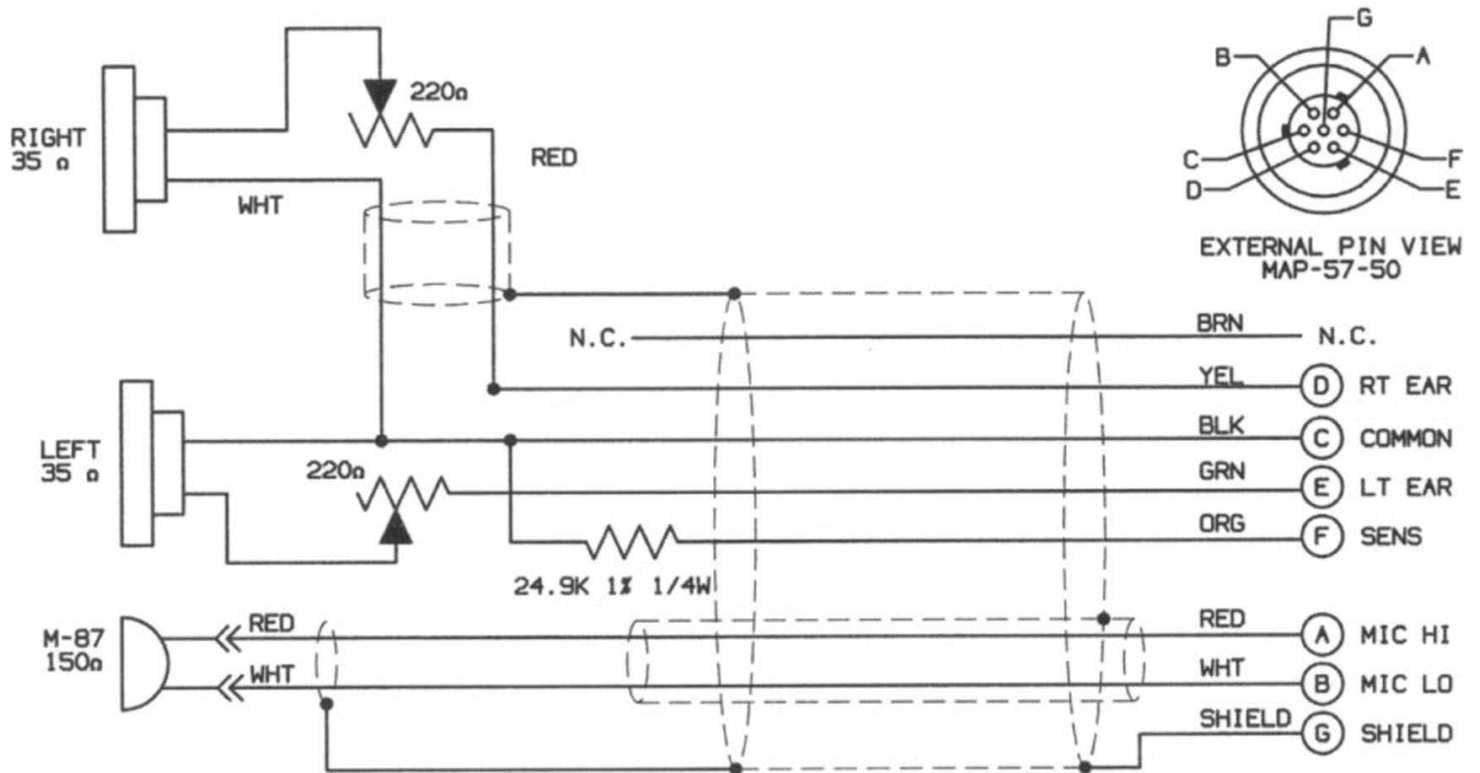 G
B
A
C
F
D
E
EXTERNAL PIN VIEW
MAP-57-50
220Ω
RIGHT
35 Ω
RED
WHT
N.C.
BRN
N.C.
YEL
D
RT EAR
BLK
C
COMMON
LEFT
35 Ω
220Ω
GRN
E
LT EAR
ORG
F
SENS
24.9K 1% 1/4W
M-87
150Ω
RED
RED
A
MIC HI
WHT
WHT
B
MIC LO
SHIELD
G
SHIELD